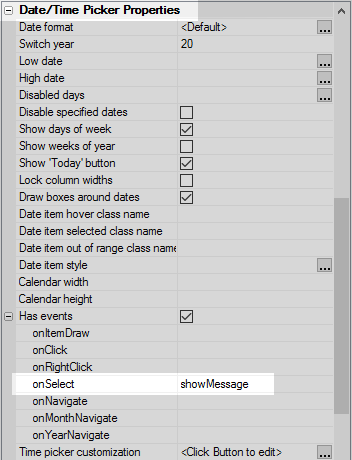 Date/Time Picker Properties
Date format <Default> ...
Switch year 20
Low date ...
High date ...
Disabled days ...
Disable specified dates
Show days of week
Show weeks of year
Show 'Today' button
Lock column widths
Draw boxes around dates
Date item hover class name
Date item selected class name
Date item out of range class name
Date item style ...
Calendar width
Calendar height
Has events
onItemDraw
onClick
onRightClick
onSelect showMessage
onNavigate
onMonthNavigate
onYearNavigate
Time picker customization <Click Button to edit> ...